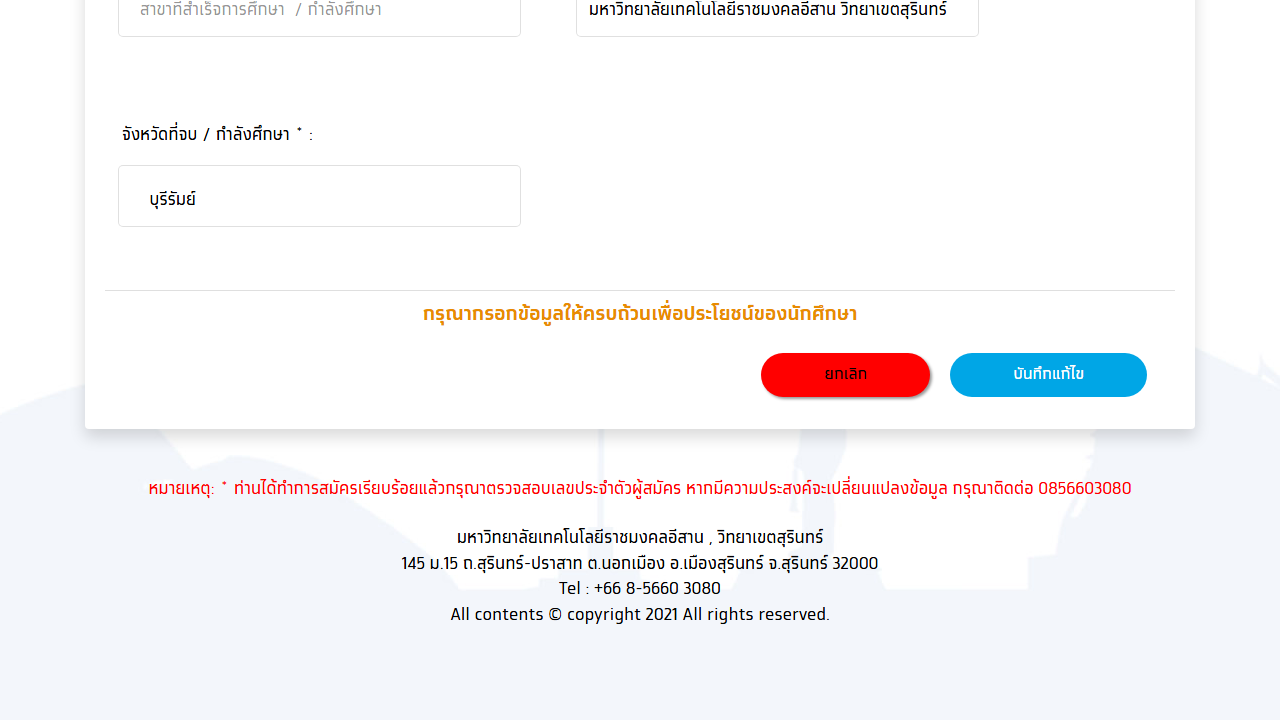 สาขาที่สำเร็จการศึกษา / กำลังศึกษา
มหาวิทยาลัยเทคโนโลยีราชมงคลอีสาน วิทยาเขตสุรินทร์
จังหวัดที่จบ / กำลังศึกษา * :
บุรีรัมย์
กรุณากรอกข้อมูลให้ครบถ้วนเพื่อประโยชน์ของนักศึกษา
ยกเลิก
บันทึกแก้ไข
หมายเหตุ: * ท่านได้ทำการสมัครเรียบร้อยแล้วกรุณาตรวจสอบเลขประจำตัวผู้สมัคร หากมีความประสงค์จะเปลี่ยนแปลงข้อมูล กรุณาติดต่อ 0856603080
มหาวิทยาลัยเทคโนโลยีราชมงคลอีสาน , วิทยาเขตสุรินทร์
145 ม.15 ถ.สุรินทร์-ปราสาท ต.นอกเมือง อ.เมืองสุรินทร์ จ.สุรินทร์ 32000
Tel : +66 8-5660 3080
All contents © copyright 2021 All rights reserved.